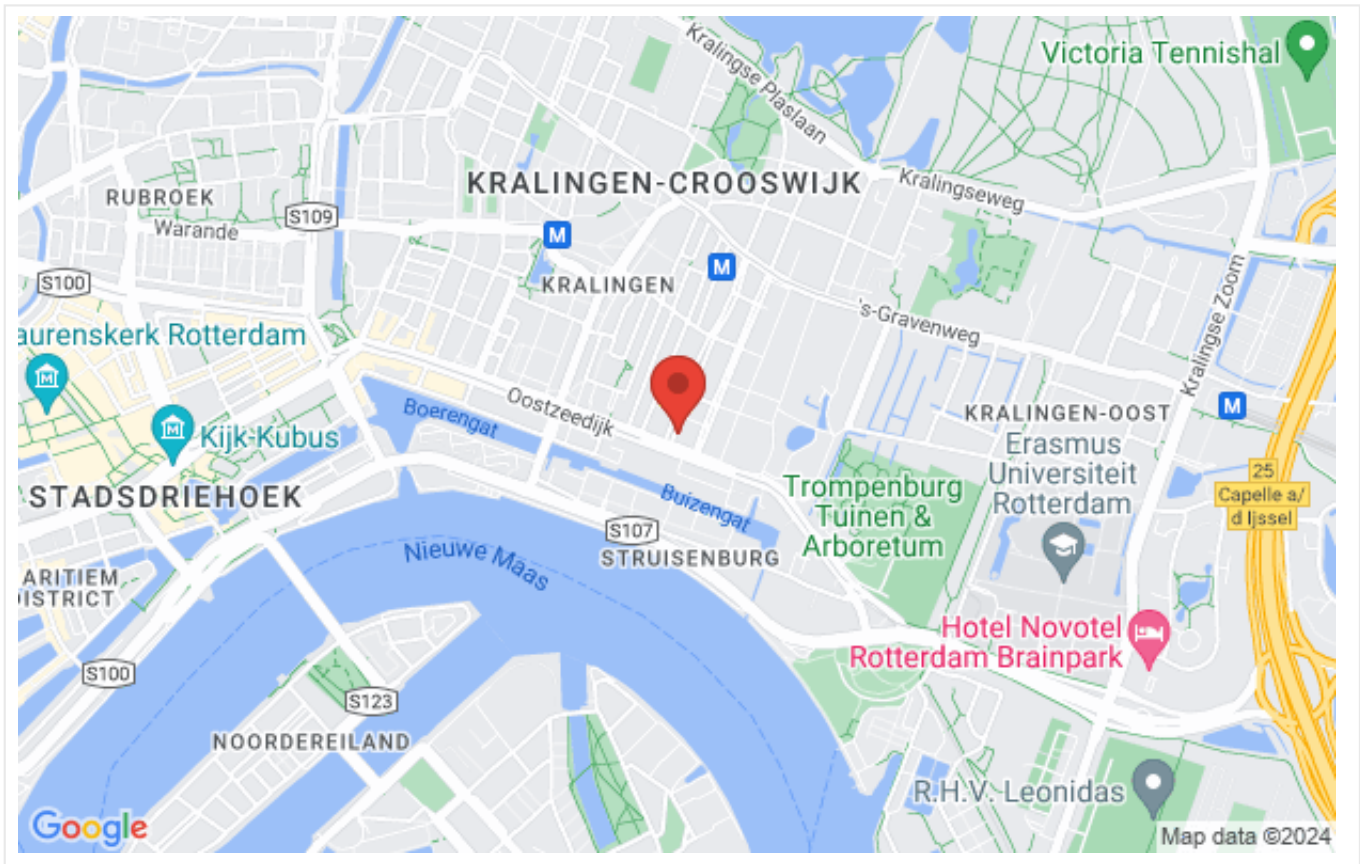 Victoria Tennishal
Kralingse Plaslaan
KRALINGEN-CROOSWIJK
Kralingseweg
RUBROEK
S109
Warande
M
M
S100
KRALINGEN
Kralingse Zoom
's-Gravenweg
aurenskerk Rotterdam
M
Oostzeedijk
Boerengat
M
KRALINGEN-OOST
M
Kijk-Kubus
Erasmus
Universiteit
Rotterdam
25
Capelle a/
d Ijssel
STADSDRIEHOEK
Buizengat
Trompenburg
Tuinen &
Arboretum
S107
STRUISENBURG
Nieuwe Maas
ARITIEM
DISTRICT
Hotel Novotel
Rotterdam Brainpark
S100
S123
NOORDEREILAND
R.H.V. Leonidas
Google
Map data ©2024